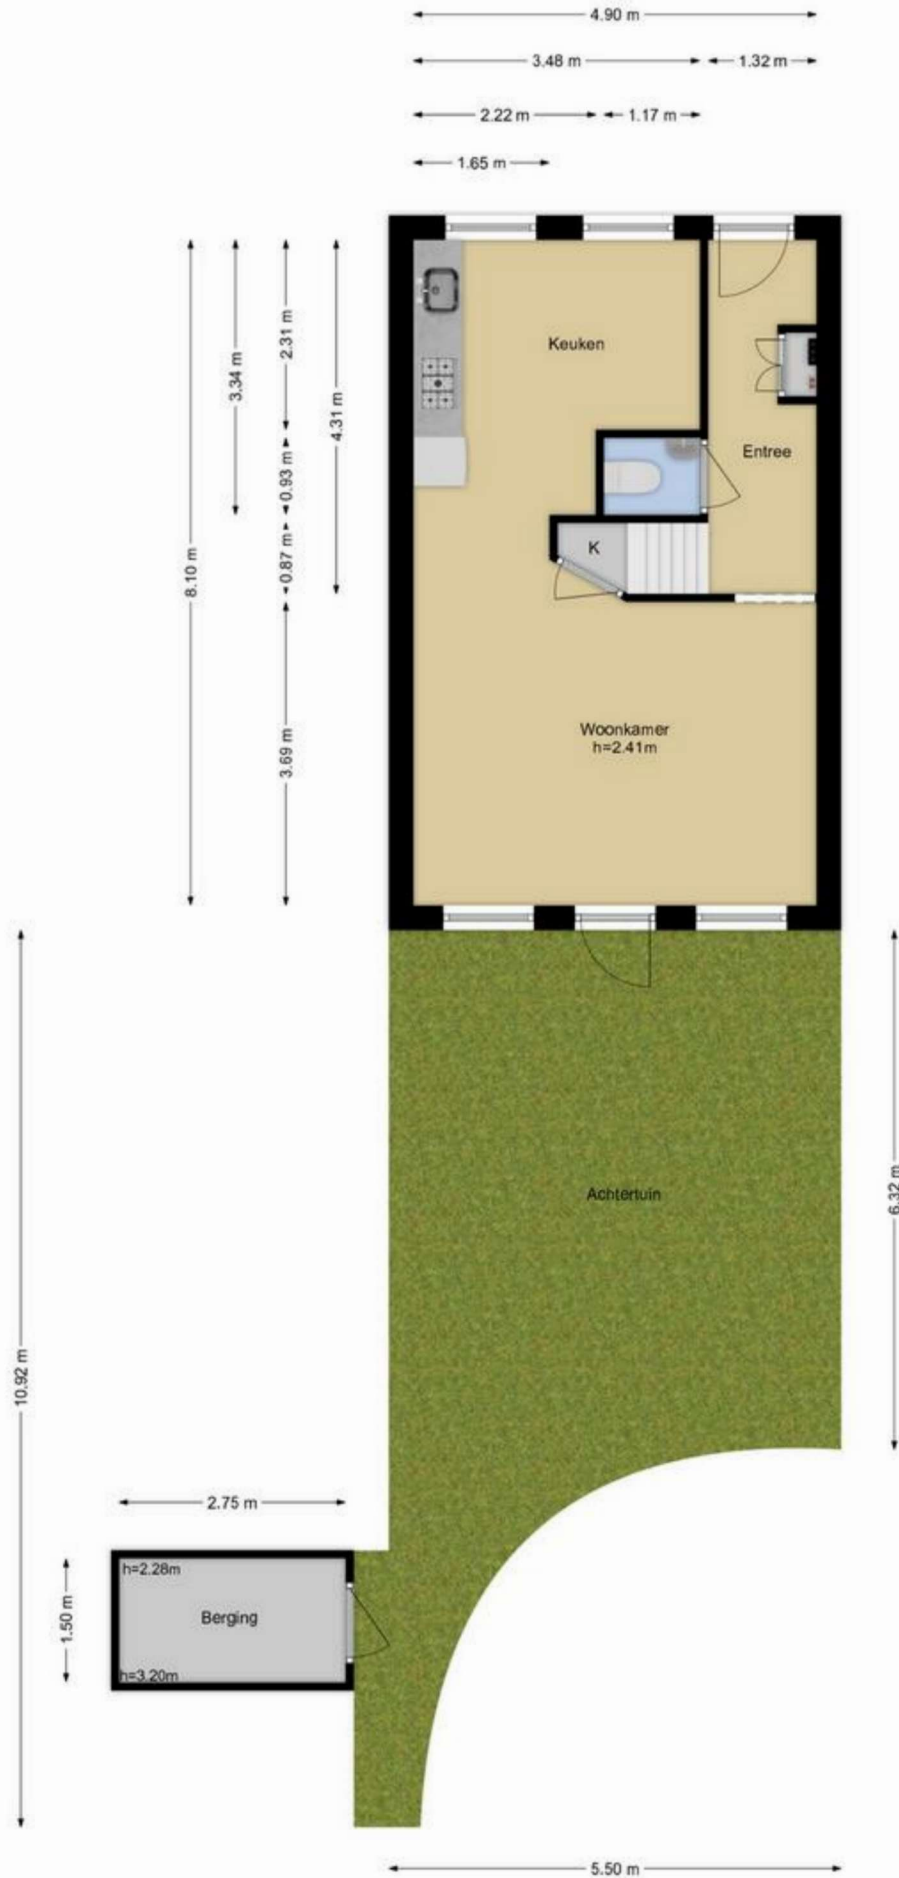 4.90 m
3.48 m
1.32 m
2.22 m
1.17 m
1.65 m
8.10 m
3.34 m
2.31 m
0.93 m
0.87 m
3.69 m
4.31 m
Keuken
Entree
K
Woonkamer
h=2.41m
10.92 m
6.32 m
Achtertuin
2.75 m
1.50 m
h=2.28m
Berging
h=3.20m
5.50 m